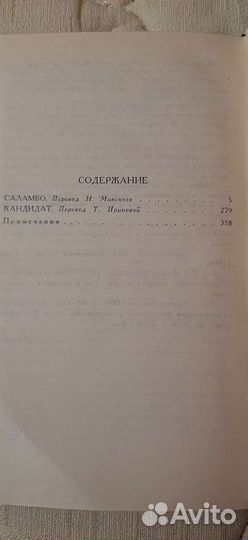 СОДЕРЖАНИЕ
САЛАМБО. Перевод Н. Минского . . . . . . . . 5
КАНДИДАТ. Перевод Т. Ириновой . . . . . . . . 279
Примечания . . . . . . . . . . . . . . . 358
Avito